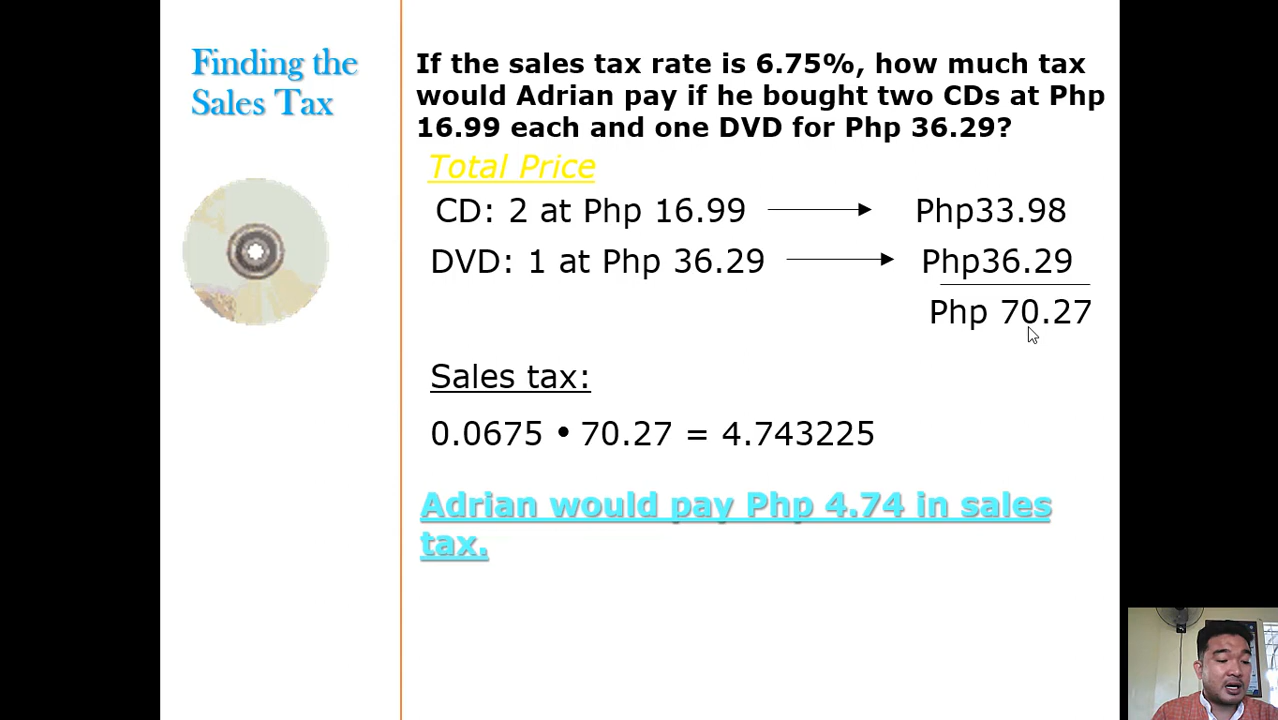 Finding the
Sales Tax
If the sales tax rate is 6.75%, how much tax
would Adrian pay if he bought two CDs at Php
16.99 each and one DVD for Php 36.29?
Total Price
CD: 2 at Php 16.99 Php33.98
DVD: 1 at Php 36.29 Php36.29
Php 70.27
Sales tax:
0.0675 • 70.27 = 4.743225
Adrian would pay Php 4.74 in sales
tax.